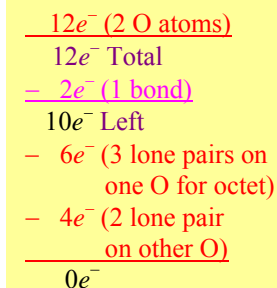 12e⁻ (2 O atoms)
12e⁻ Total
– 2e⁻ (1 bond)
10e⁻ Left
– 6e⁻ (3 lone pairs on
one O for octet)
– 4e⁻ (2 lone pair
on other O)
0e⁻